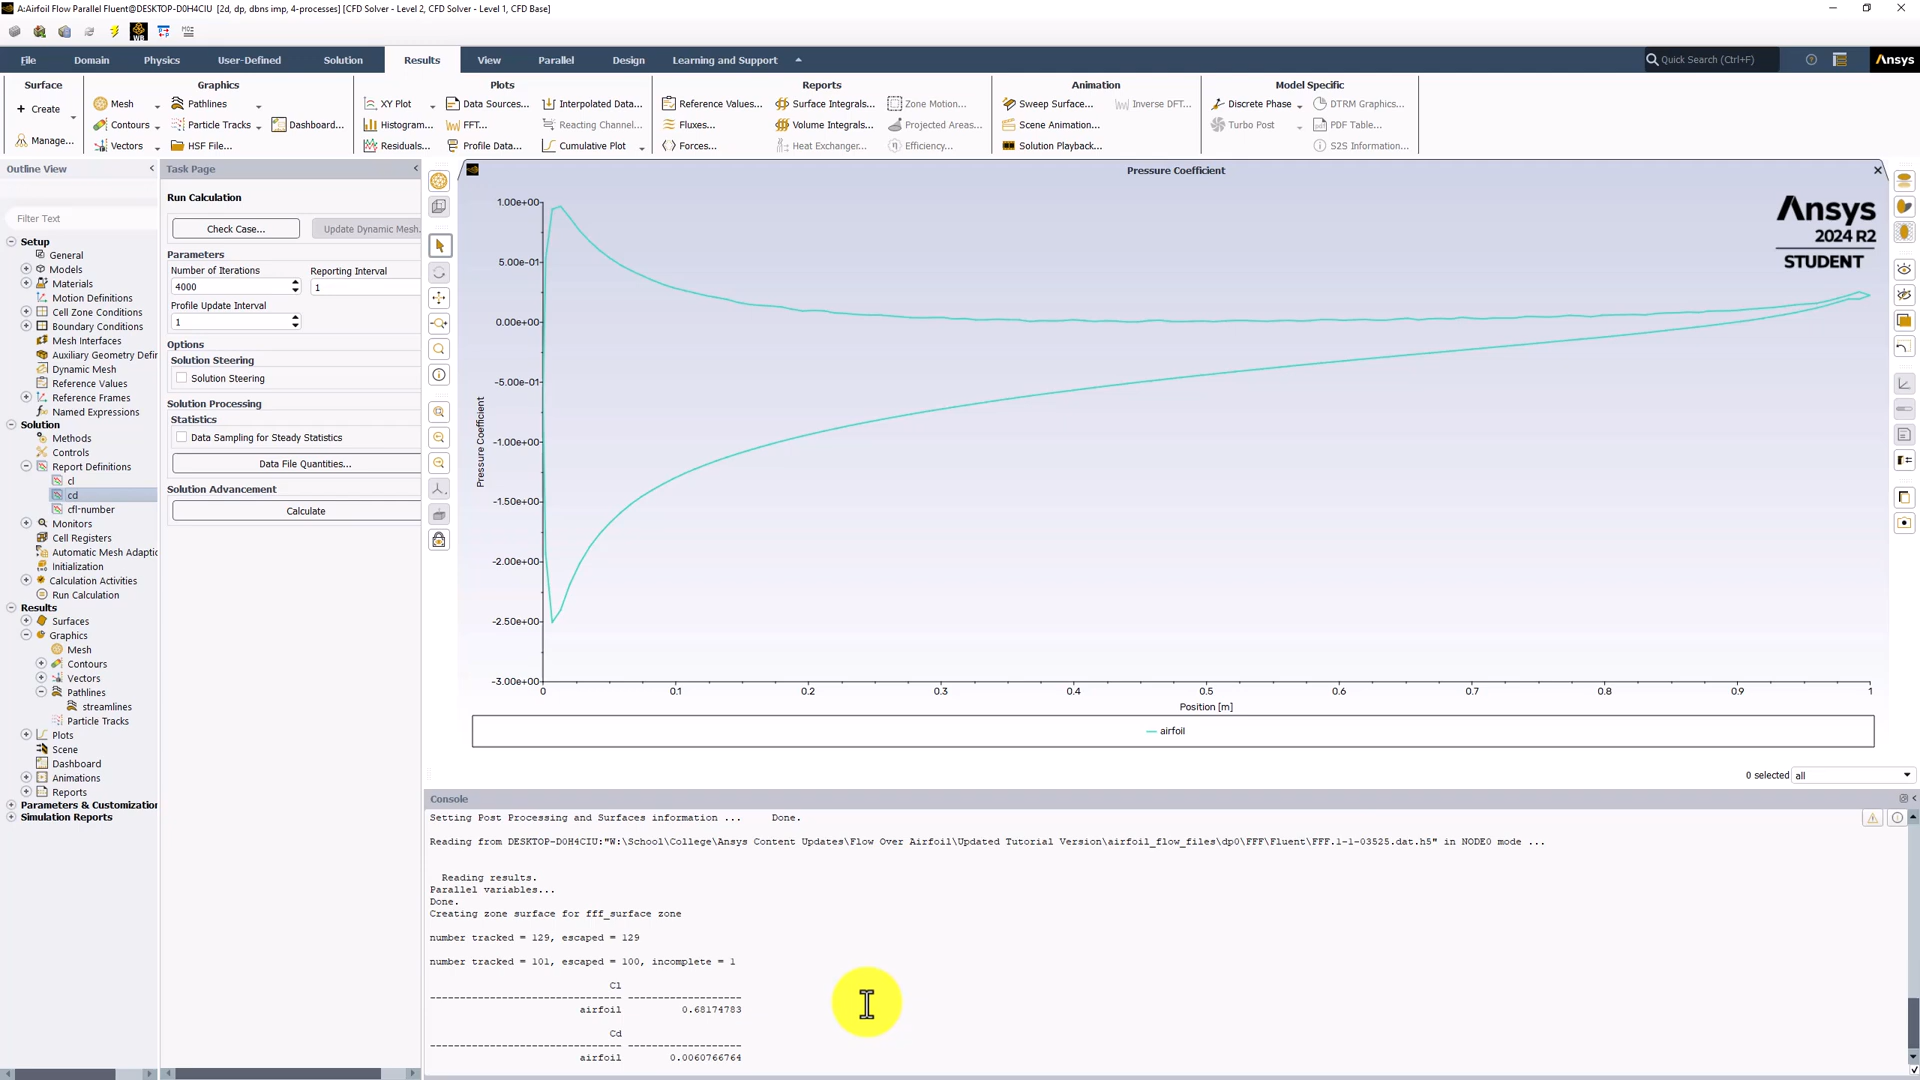 A:Airfoil Flow Parallel Fluent@DESKTOP-D0H4CIU [2d, dp, dbns imp, 4-processes] [CFD Solver - Level 2, CFD Solver - Level 1, CFD Base]
File Domain Physics User-Defined Solution Results View Parallel Design Learning and Support Quick Search (Ctrl+F) Ansys
Surface
+ Create
Manage...
Graphics
Mesh Pathlines
Contours Particle Tracks Dashboard...
Vectors HSF File...
Plots
XY Plot Data Sources... Interpolated Data...
Histogram... FFT... Reacting Channel...
Residuals... Profile Data... Cumulative Plot
Reports
Reference Values... Surface Integrals... Zone Motion...
Fluxes... Volume Integrals... Projected Areas...
Forces... Heat Exchanger... Efficiency...
Animation
Sweep Surface... Inverse DFT...
Scene Animation...
Solution Playback...
Model Specific
Discrete Phase DTRM Graphics...
Turbo Post PDF Table...
S2S Information...
Outline View
Filter Text
Setup
General
Models
Materials
Motion Definitions
Cell Zone Conditions
Boundary Conditions
Mesh Interfaces
Auxiliary Geometry Defir
Dynamic Mesh
Reference Values
Reference Frames
Named Expressions
Solution
Methods
Controls
Report Definitions
cl
cd
cfl-number
Monitors
Cell Registers
Automatic Mesh Adaptic
Initialization
Calculation Activities
Run Calculation
Results
Surfaces
Graphics
Mesh
Contours
Vectors
Pathlines
streamlines
Particle Tracks
Plots
Scene
Dashboard
Animations
Reports
Parameters & Customization
Simulation Reports
Task Page
Run Calculation
Check Case... Update Dynamic Mesh.
Parameters
Number of Iterations Reporting Interval
4000 1
Profile Update Interval
1
Options
Solution Steering
Solution Steering
Solution Processing
Statistics
Data Sampling for Steady Statistics
Data File Quantities...
Solution Advancement
Calculate
Pressure Coefficient
Ansys
2024 R2
STUDENT
1.00e+00
5.00e-01
0.00e+00
-5.00e-01
-1.00e+00
-1.50e+00
-2.00e+00
-2.50e+00
-3.00e+00
Pressure Coefficient
0 0.1 0.2 0.3 0.4 0.5 0.6 0.7 0.8 0.9 1
Position [m]
airfoil
0 selected all
Console
Setting Post Processing and Surfaces information ... Done.
Reading from DESKTOP-D0H4CIU:"W:\School\College\Ansys Content Updates\Flow Over Airfoil\Updated Tutorial Version\airfoil_flow_files\dp0\FFF\Fluent\FFF.1-1-03525.dat.h5" in NODE0 mode ...
Reading results.
Parallel variables...
Done.
Creating zone surface for fff_surface zone
number tracked = 129, escaped = 129
number tracked = 101, escaped = 100, incomplete = 1
Cl
-------------------------------- -------------------
airfoil 0.68174783
Cd
-------------------------------- -------------------
airfoil 0.0060766764